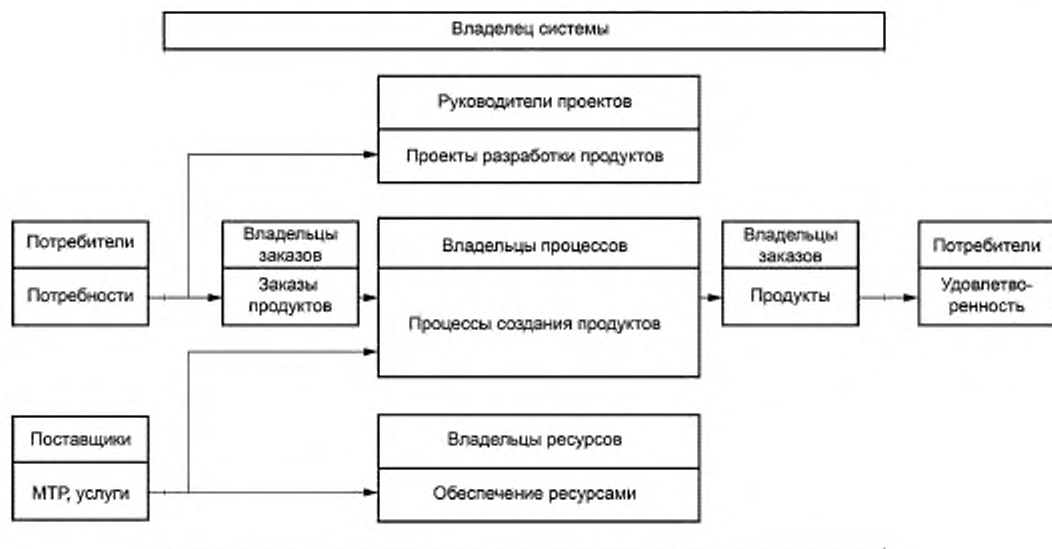 Владелец системы
Руководители проектов
Проекты разработки продуктов
Потребители
Потребности
Владельцы
заказов
Заказы
продуктов
Владельцы процессов
Процессы создания продуктов
Владельцы
заказов
Продукты
Потребители
Удовлетво-
ренность
Поставщики
МТР, услуги
Владельцы ресурсов
Обеспечение ресурсами